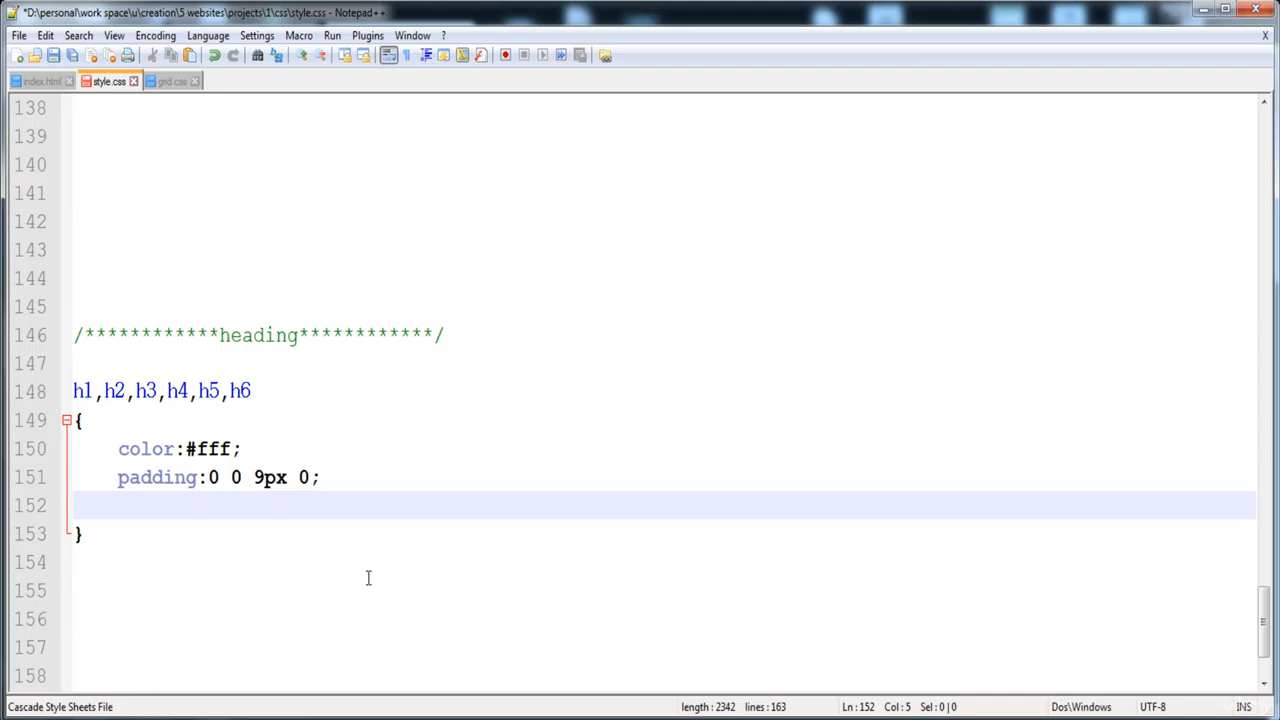 *D:\personal\work space\u\creation\5 websites\projects\1\css\style.css - Notepad++
File Edit Search View Encoding Language Settings Macro Run Plugins Window ? X
index.html style.css grid.css
138
139
140
141
142
143
144
145
146 /************heading************/
147
148 h1,h2,h3,h4,h5,h6
149 {
150 color:#fff;
151 padding:0 0 9px 0;
152
153 }
154
155
156
157
158
Cascade Style Sheets File length : 2342 lines : 163 Ln : 152 Col : 5 Sel : 0 | 0 Dos\Windows UTF-8 INS